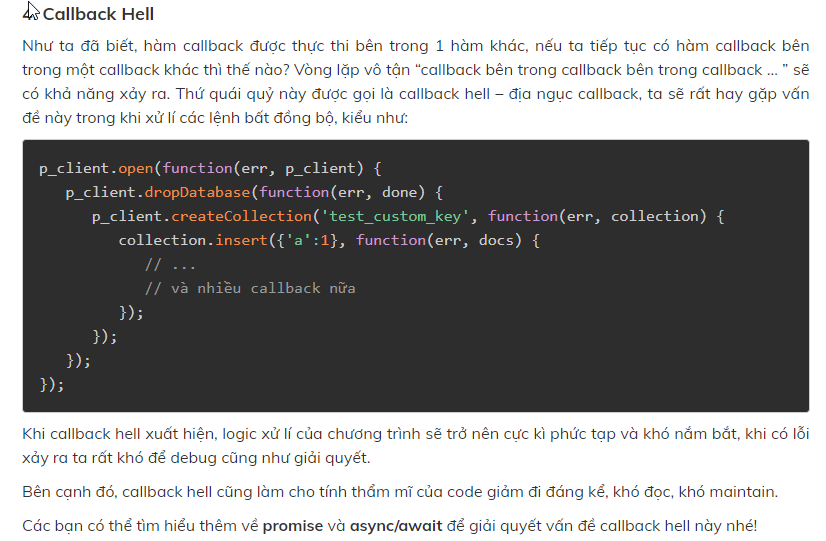 4. Callback Hell
Như ta đã biết, hàm callback được thực thi bên trong 1 hàm khác, nếu ta tiếp tục có hàm callback bên
trong một callback khác thì thế nào? Vòng lặp vô tận “callback bên trong callback bên trong callback … ” sẽ
có khả năng xảy ra. Thứ quái quỷ này được gọi là callback hell – địa ngục callback, ta sẽ rất hay gặp vấn
đề này trong khi xử lí các lệnh bất đồng bộ, kiểu như:
p_client.open(function(err, p_client) {
p_client.dropDatabase(function(err, done) {
p_client.createCollection('test_custom_key', function(err, collection) {
collection.insert({'a':1}, function(err, docs) {
// ...
// và nhiều callback nữa
});
});
});
});
Khi callback hell xuất hiện, logic xử lí của chương trình sẽ trở nên cực kì phức tạp và khó nắm bắt, khi có lỗi
xảy ra ta rất khó để debug cũng như giải quyết.
Bên cạnh đó, callback hell cũng làm cho tính thẩm mĩ của code giảm đi đáng kể, khó đọc, khó maintain.
Các bạn có thể tìm hiểu thêm về promise và async/await để giải quyết vấn đề callback hell này nhé!